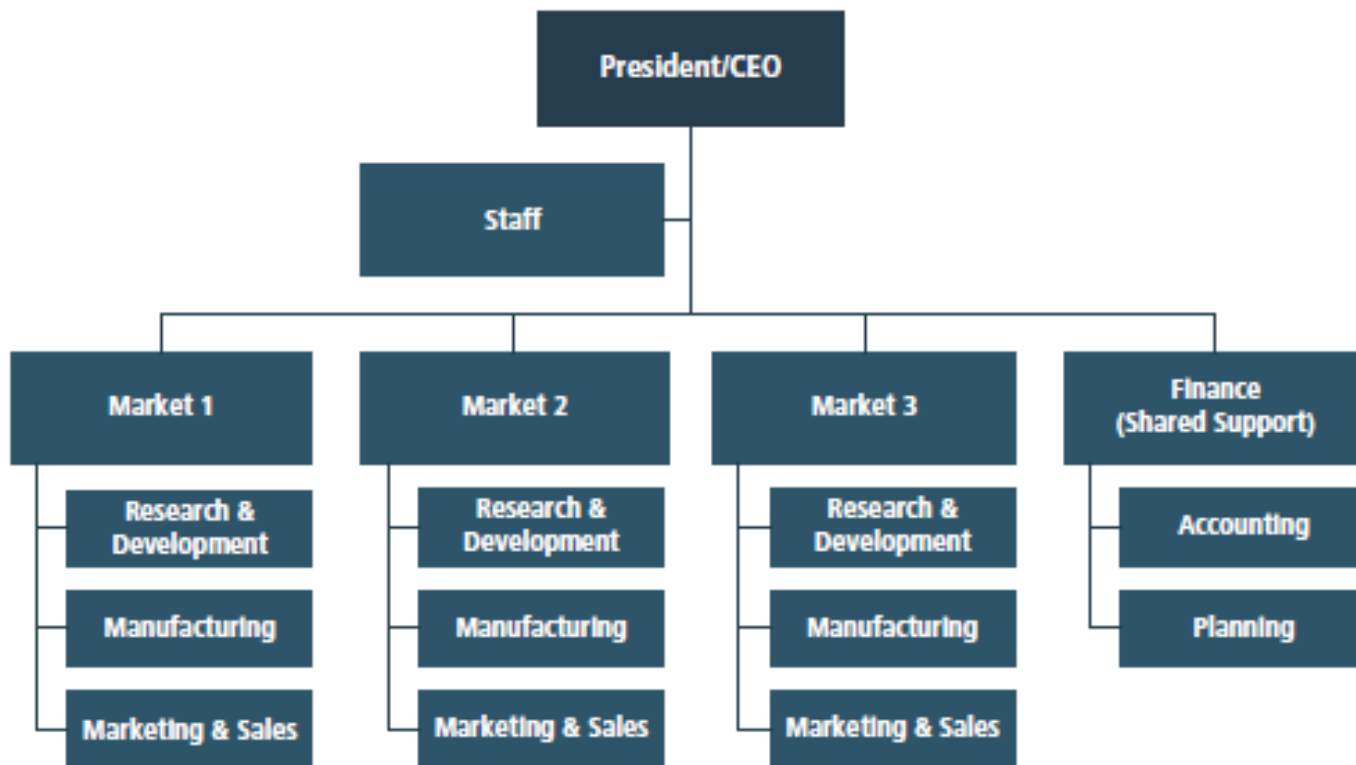 President/CEO
Staff
Market 1
Market 2
Market 3
Finance
(Shared Support)
Research &
Development
Research &
Development
Research &
Development
Accounting
Manufacturing
Manufacturing
Manufacturing
Planning
Marketing & Sales
Marketing & Sales
Marketing & Sales